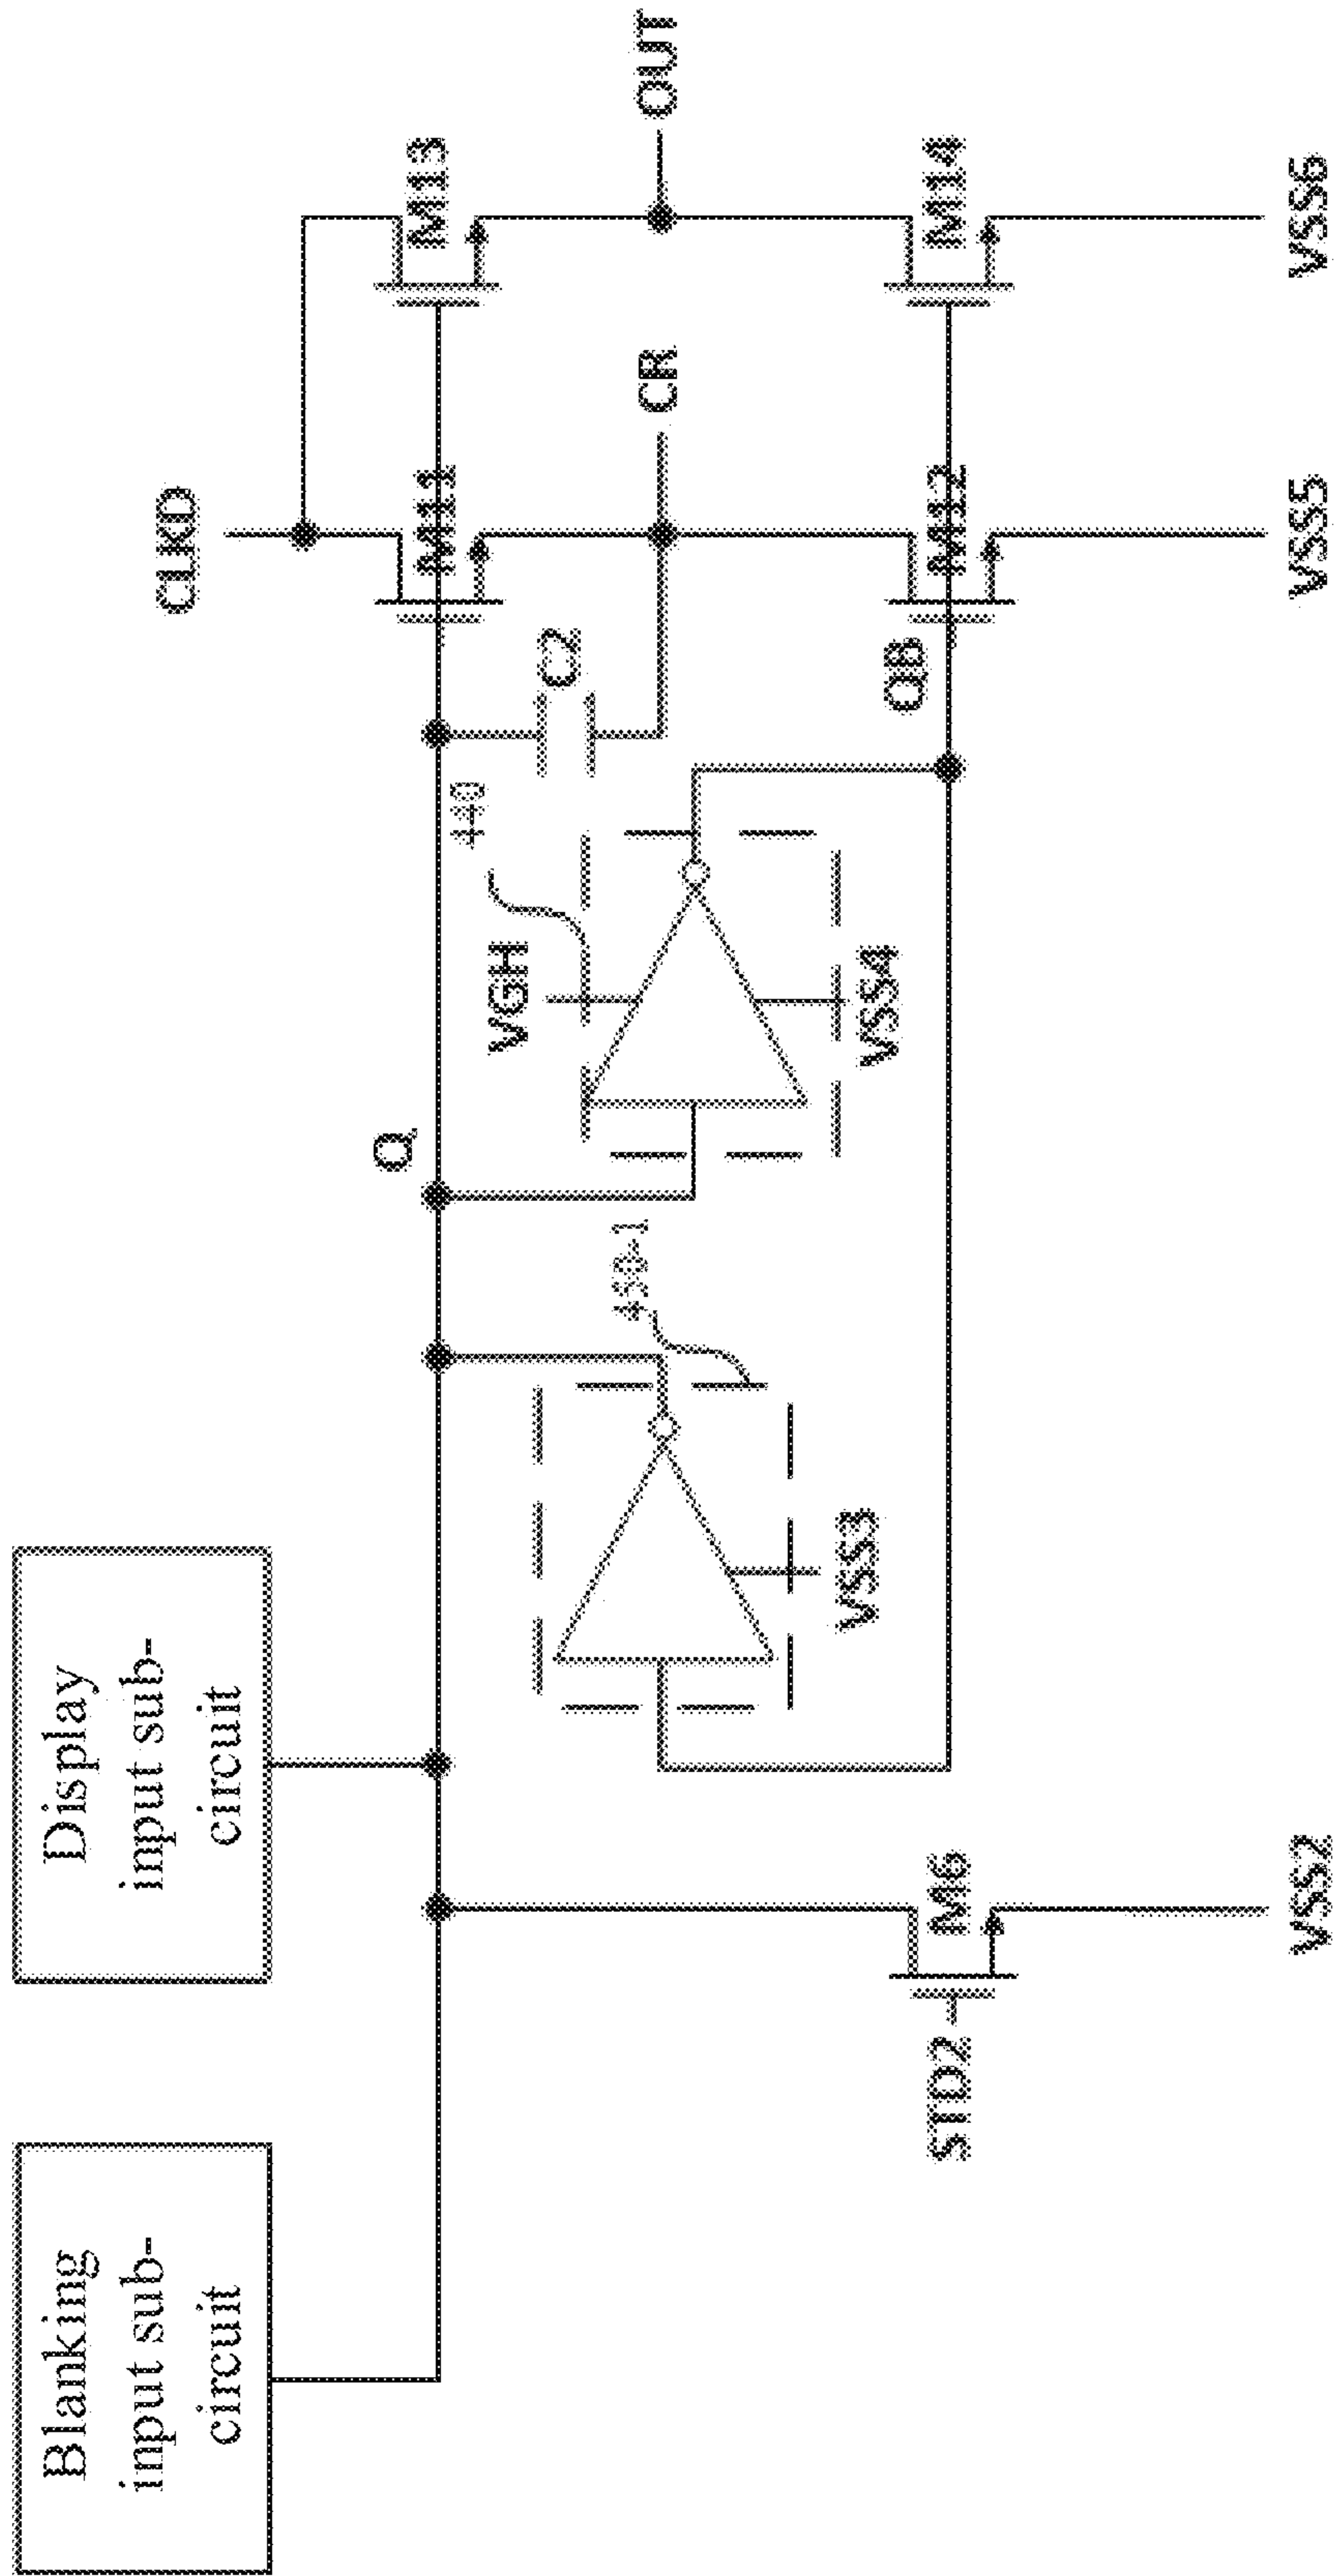 Blanking
input sub-
circuit
Display
input sub-
circuit
Q
CLKD
M11
M13
440
VGH
C2
CR
OUT
430-1
VSS3
VSS4
QB
STD2
M6
M12
M14
VSS2
VSS5
VSS6